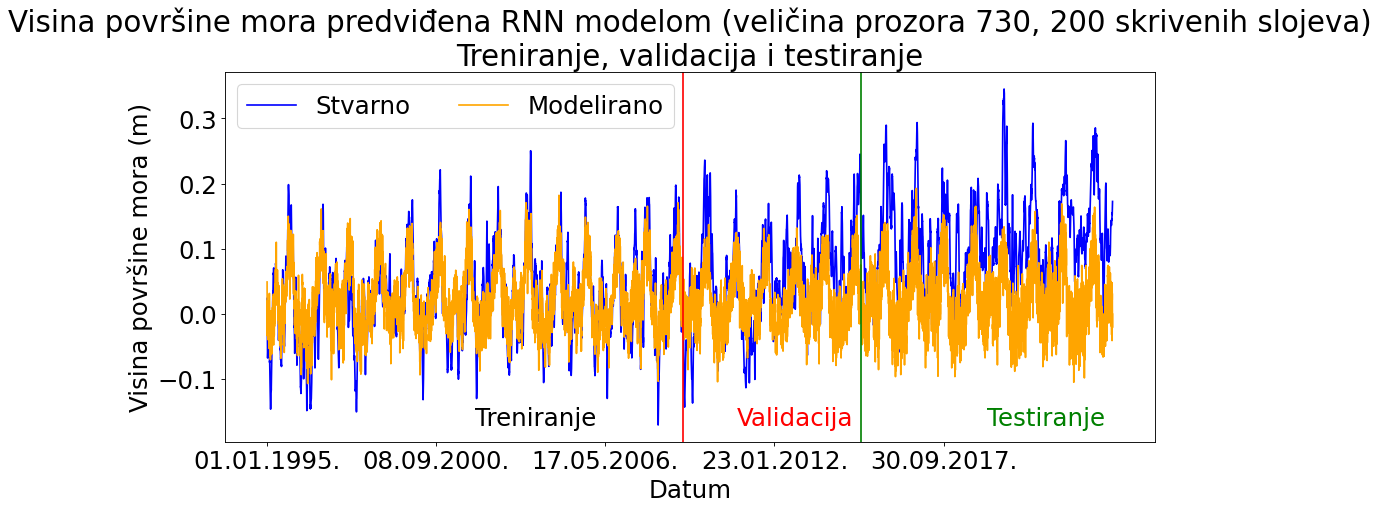 Visina površine mora predviđena RNN modelom (veličina prozora 730, 200 skrivenih slojeva)
Treniranje, validacija i testiranje
Stvarno
Modelirano
Visina površine mora (m)
0.3
0.2
0.1
0.0
−0.1
Treniranje
Validacija
Testiranje
01.01.1995.
08.09.2000.
17.05.2006.
23.01.2012.
30.09.2017.
Datum